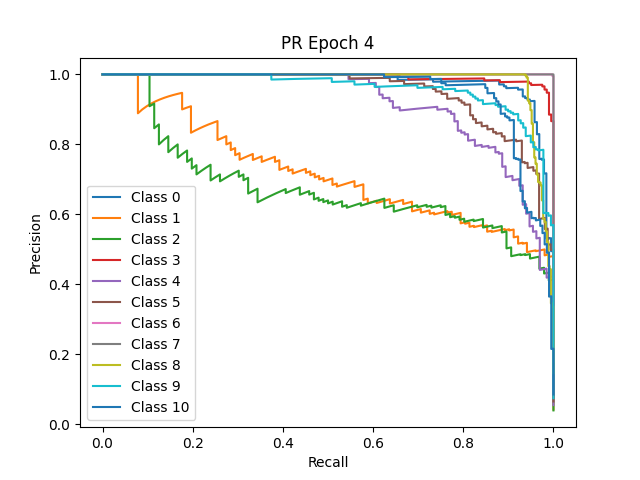 PR Epoch 4
Precision
1.0
0.8
0.6
0.4
0.2
0.0
Class 0
Class 1
Class 2
Class 3
Class 4
Class 5
Class 6
Class 7
Class 8
Class 9
Class 10
0.0 0.2 0.4 0.6 0.8 1.0
Recall